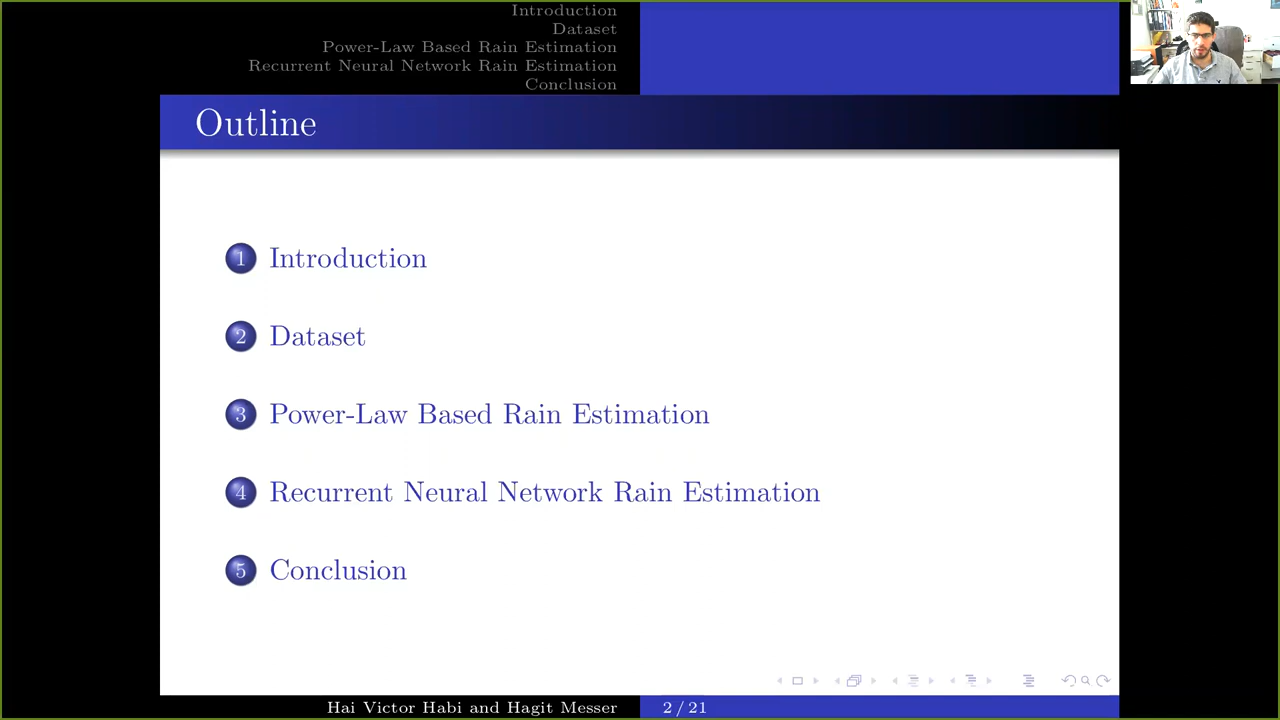 Introduction
Dataset
Power-Law Based Rain Estimation
Recurrent Neural Network Rain Estimation
Conclusion
Outline
1 Introduction
2 Dataset
3 Power-Law Based Rain Estimation
4 Recurrent Neural Network Rain Estimation
5 Conclusion
Hai Victor Habi and Hagit Messer
2 / 21